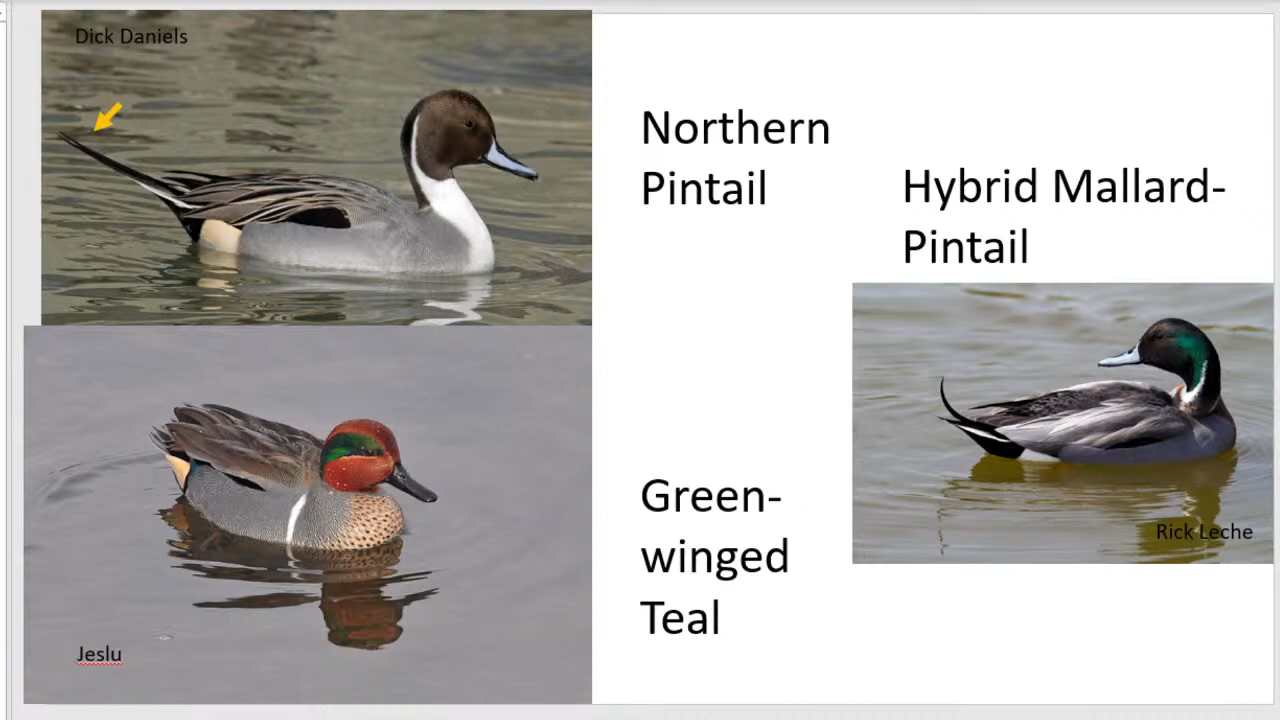 Dick Daniels
Northern
Pintail
Hybrid Mallard-
Pintail
Green-
winged
Teal
Rick Leche
Jeslu